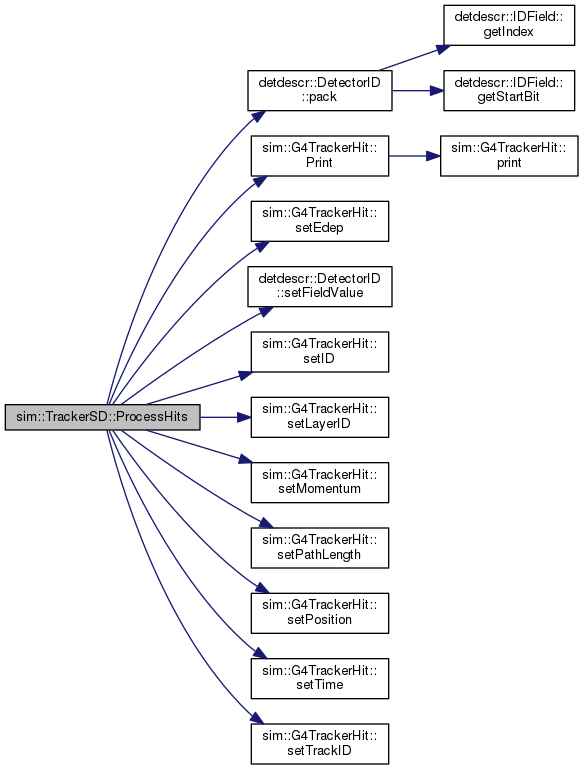 sim::TrackerSD::ProcessHits
detdescr::DetectorID
::pack
detdescr::IDField::
getIndex
detdescr::IDField::
getStartBit
sim::G4TrackerHit::
Print
sim::G4TrackerHit::
print
sim::G4TrackerHit::
setEdep
detdescr::DetectorID
::setFieldValue
sim::G4TrackerHit::
setID
sim::G4TrackerHit::
setLayerID
sim::G4TrackerHit::
setMomentum
sim::G4TrackerHit::
setPathLength
sim::G4TrackerHit::
setPosition
sim::G4TrackerHit::
setTime
sim::G4TrackerHit::
setTrackID